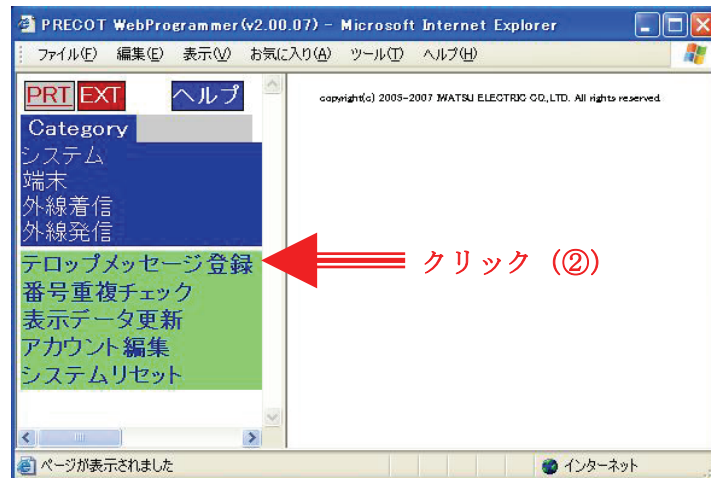 PRECOT WebProgrammer(v2.00.07) - Microsoft Internet Explorer
ファイル(F) 編集(E) 表示(V) お気に入り(A) ツール(T) ヘルプ(H)
PRT EXT ヘルプ
copyright(c) 2005-2007 IWATSU ELECTRIC CO.,LTD. All rights reserved.
Category
システム
端末
外線着信
外線発信
テロップメッセージ登録
クリック（②）
番号重複チェック
表示データ更新
アカウント編集
システムリセット
ページが表示されました インターネット